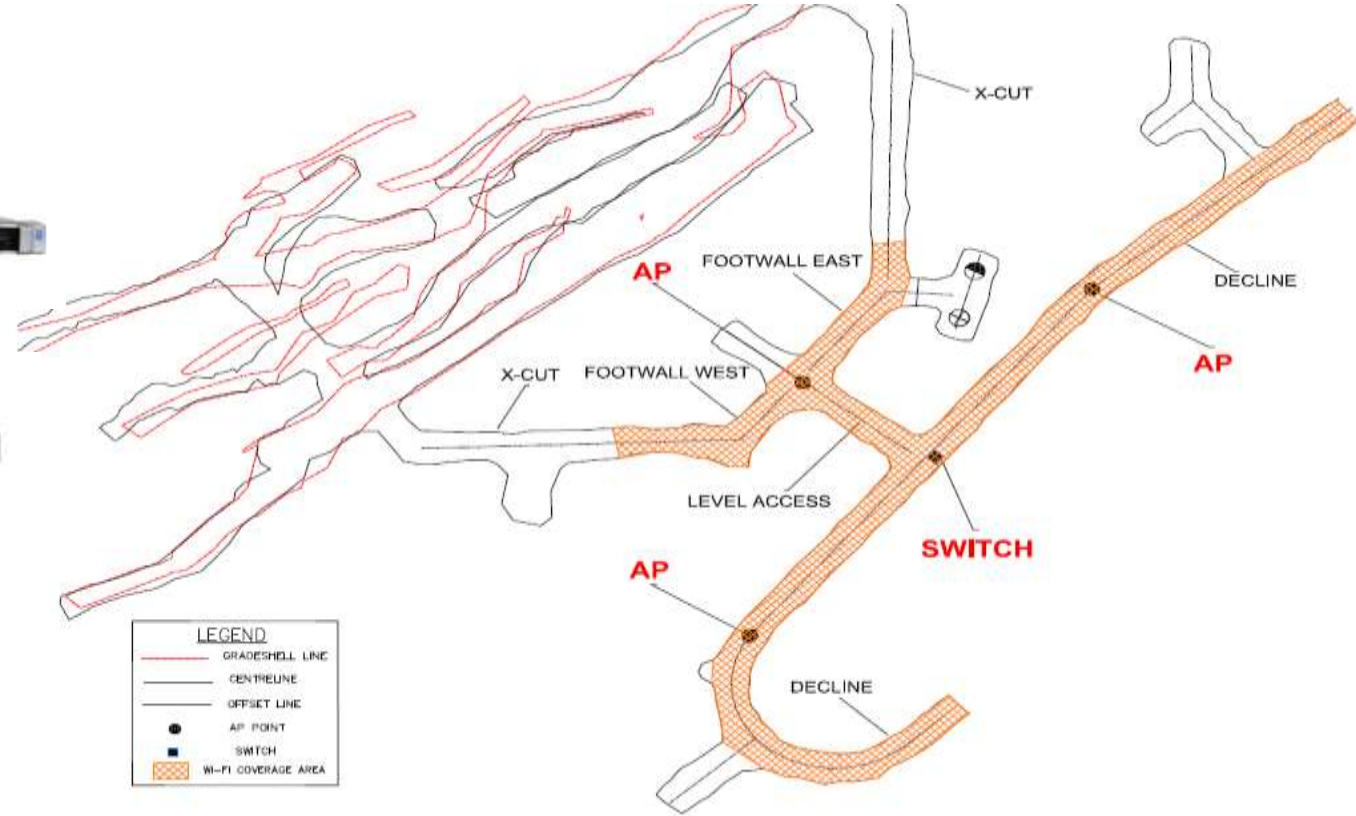 X-CUT
FOOTWALL EAST
AP
DECLINE
AP
X-CUT
FOOTWALL WEST
LEVEL ACCESS
SWITCH
AP
DECLINE
LEGEND
GRADESHELL LINE
CENTRELINE
OFFSET LINE
AP POINT
SWITCH
WI-FI COVERAGE AREA